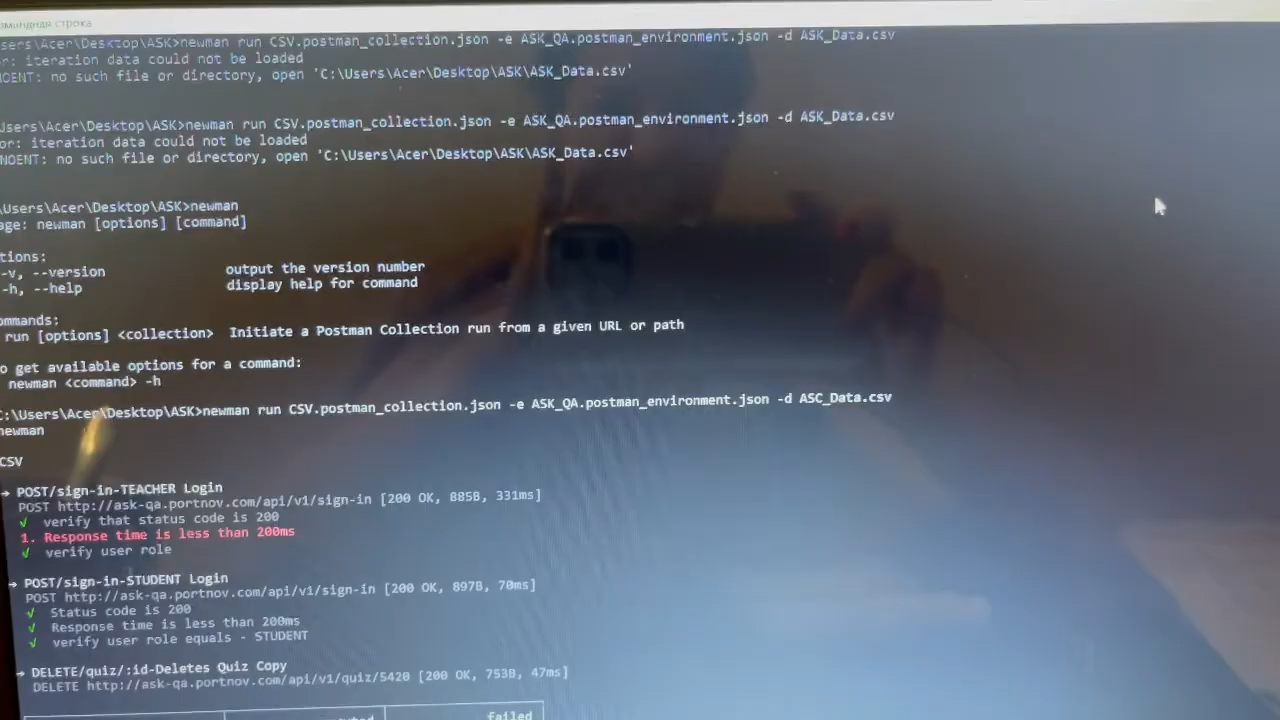 строка
sers\Acer\Desktop\ASK>newman run CSV.postman_collection.json -e ASK_QA.postman_environment.json -d ASK_Data.csv
r: iteration data could not be loaded
OENT: no such file or directory, open 'C:\Users\Acer\Desktop\ASK\ASK_Data.csv'
Users\Acer\Desktop\ASK>newman run CSV.postman_collection.json -e ASK_QA.postman_environment.json -d ASK_Data.csv
or: iteration data could not be loaded
NOENT: no such file or directory, open 'C:\Users\Acer\Desktop\ASK\ASK_Data.csv'
\Users\Acer\Desktop\ASK>newman
age: newman [options] [command]
tions:
-v, --version output the version number
-h, --help display help for command
ommands:
run [options] <collection> Initiate a Postman Collection run from a given URL or path
o get available options for a command:
newman <command> -h
C:\Users\Acer\Desktop\ASK>newman run CSV.postman_collection.json -e ASK_QA.postman_environment.json -d ASC_Data.csv
newman
CSV
→ POST/sign-in-TEACHER Login
POST http://ask-qa.portnov.com/api/v1/sign-in [200 OK, 885B, 331ms]
√ verify that status code is 200
1. Response time is less than 200ms
√ verify user role
→ POST/sign-in-STUDENT Login
POST http://ask-qa.portnov.com/api/v1/sign-in [200 OK, 897B, 70ms]
√ Status code is 200
√ Response time is less than 200ms
√ verify user role equals - STUDENT
→ DELETE/quiz/:id-Deletes Quiz Copy
DELETE http://ask-qa.portnov.com/api/v1/quiz/5420 [200 OK, 753B, 47ms]
failed